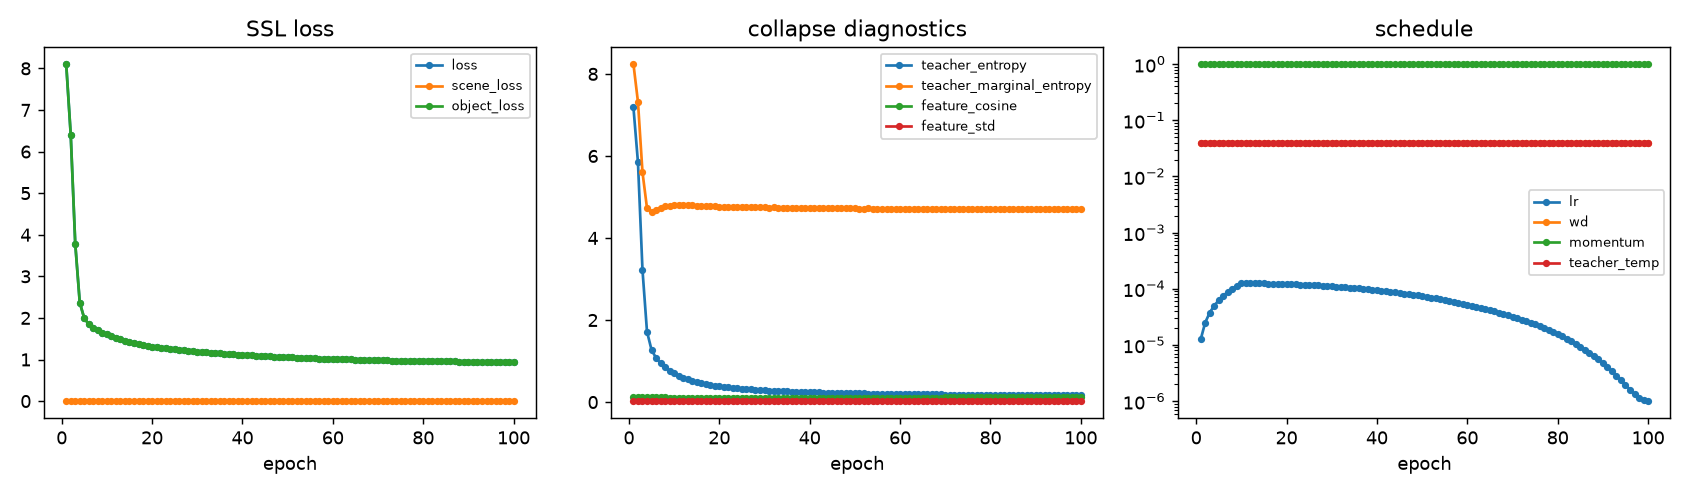 SSL loss
8
7
6
5
4
3
2
1
0
loss
scene_loss
object_loss
0 20 40 60 80 100
epoch
collapse diagnostics
8
6
4
2
0
teacher_entropy
teacher_marginal_entropy
feature_cosine
feature_std
0 20 40 60 80 100
epoch
schedule
10⁰
10⁻¹
10⁻²
10⁻³
10⁻⁴
10⁻⁵
10⁻⁶
lr
wd
momentum
teacher_temp
0 20 40 60 80 100
epoch